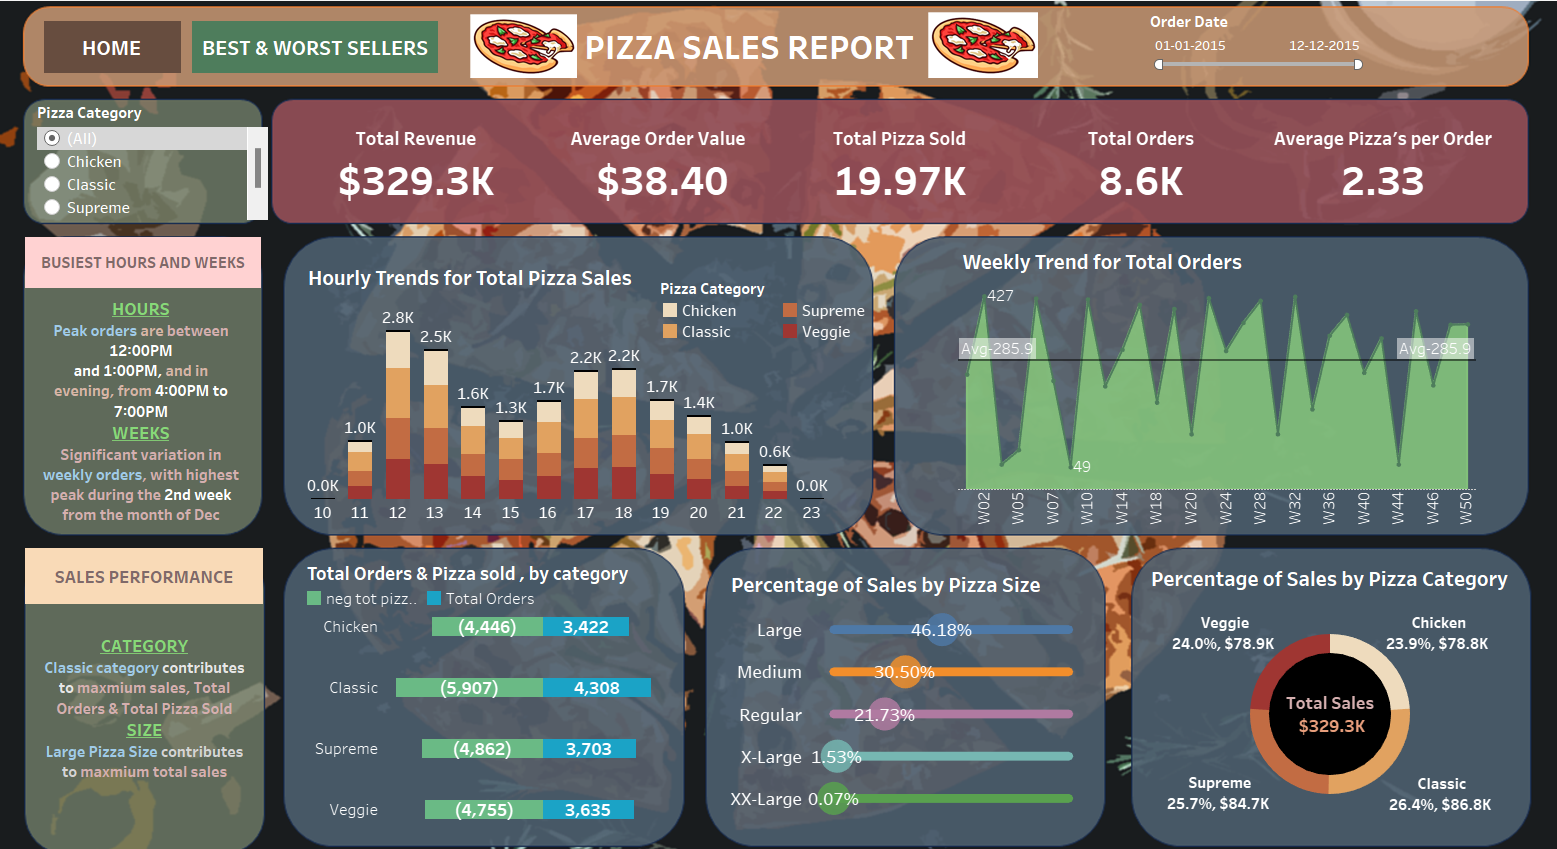 HOME
BEST & WORST SELLERS
PIZZA SALES REPORT
Order Date
01-01-2015
12-12-2015
Pizza Category
(All)
Chicken
Classic
Supreme
Total Revenue
$329.3K
Average Order Value
$38.40
Total Pizza Sold
19.97K
Total Orders
8.6K
Average Pizza's per Order
2.33
BUSIEST HOURS AND WEEKS
HOURS
Peak orders are between
12:00PM
and 1:00PM, and in
evening, from 4:00PM to
7:00PM
WEEKS
Significant variation in
weekly orders, with highest
peak during the 2nd week
from the month of Dec
Hourly Trends for Total Pizza Sales
Pizza Category
Chicken
Supreme
Classic
Veggie
0.0K
1.0K
2.8K
2.5K
1.6K
1.3K
1.7K
2.2K
2.2K
1.7K
1.4K
1.0K
0.6K
0.0K
10
11
12
13
14
15
16
17
18
19
20
21
22
23
Weekly Trend for Total Orders
427
Avg-285.9
Avg-285.9
49
W02
W05
W07
W10
W14
W18
W20
W24
W28
W32
W36
W40
W44
W46
W50
SALES PERFORMANCE
CATEGORY
Classic category contributes
to maxmium sales, Total
Orders & Total Pizza Sold
SIZE
Large Pizza Size contributes
to maxmium total sales
Total Orders & Pizza sold , by category
neg tot pizz..
Total Orders
Chicken
(4,446)
3,422
Classic
(5,907)
4,308
Supreme
(4,862)
3,703
Veggie
(4,755)
3,635
Percentage of Sales by Pizza Size
Large
46.18%
Medium
30.50%
Regular
21.73%
X-Large
1.53%
XX-Large
0.07%
Percentage of Sales by Pizza Category
Veggie
24.0%, $78.9K
Chicken
23.9%, $78.8K
Total Sales
$329.3K
Supreme
25.7%, $84.7K
Classic
26.4%, $86.8K